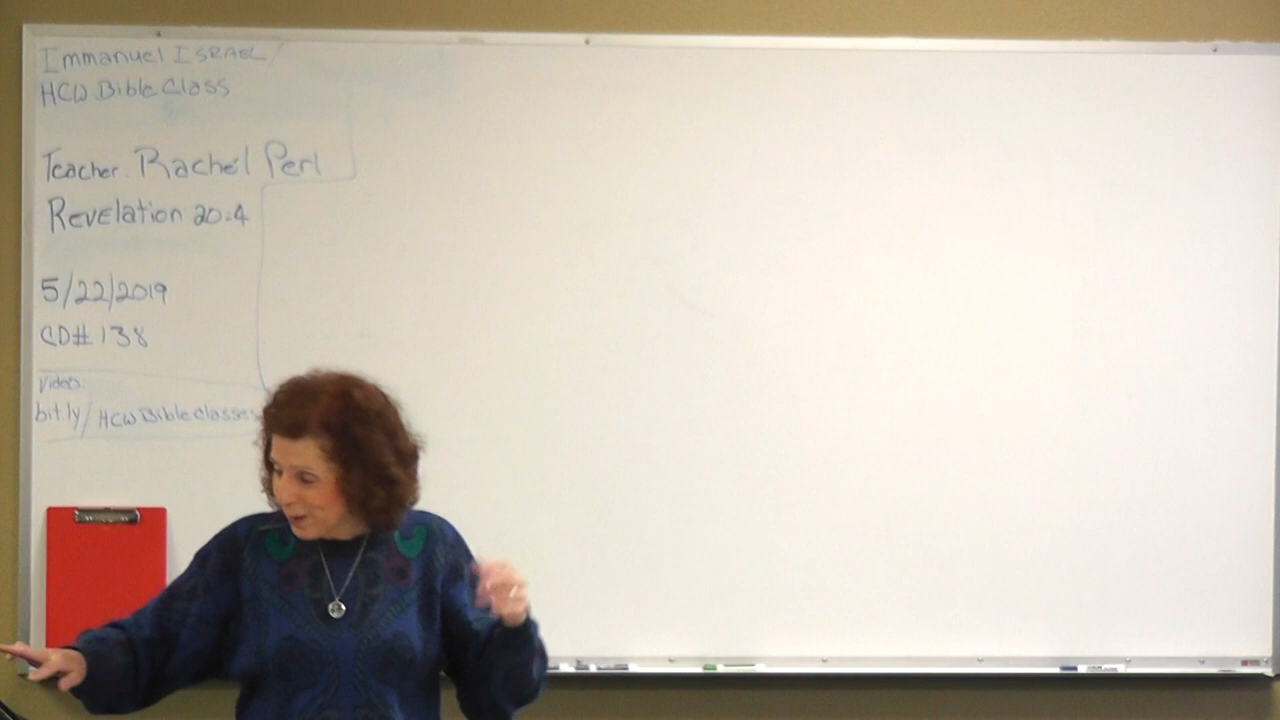 Immanuel ISRAEL/
HCW Bible Class
Teacher: Rachel Perl
Revelation 20:4
5/22/2019
CD# 138
Video:
bit.ly/HCWBibleClasses